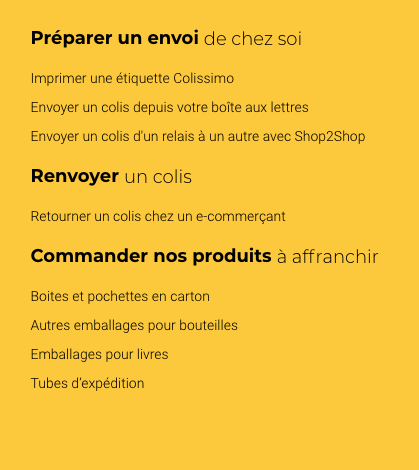 Préparer un envoi de chez soi
Imprimer une étiquette Colissimo
Envoyer un colis depuis votre boîte aux lettres
Envoyer un colis d'un relais à un autre avec Shop2Shop
Renvoyer un colis
Retourner un colis chez un e-commerçant
Commander nos produits à affranchir
Boites et pochettes en carton
Autres emballages pour bouteilles
Emballages pour livres
Tubes d’expédition